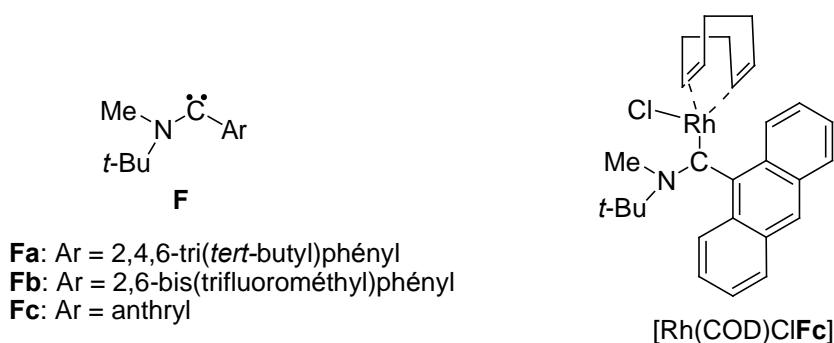 Me
N
C
Ar
t-Bu
F
Fa: Ar = 2,4,6-tri(tert-butyl)phényl
Fb: Ar = 2,6-bis(trifluorométhyl)phényl
Fc: Ar = anthryl
Cl
Rh
Me
N
C
t-Bu
[Rh(COD)ClFc]